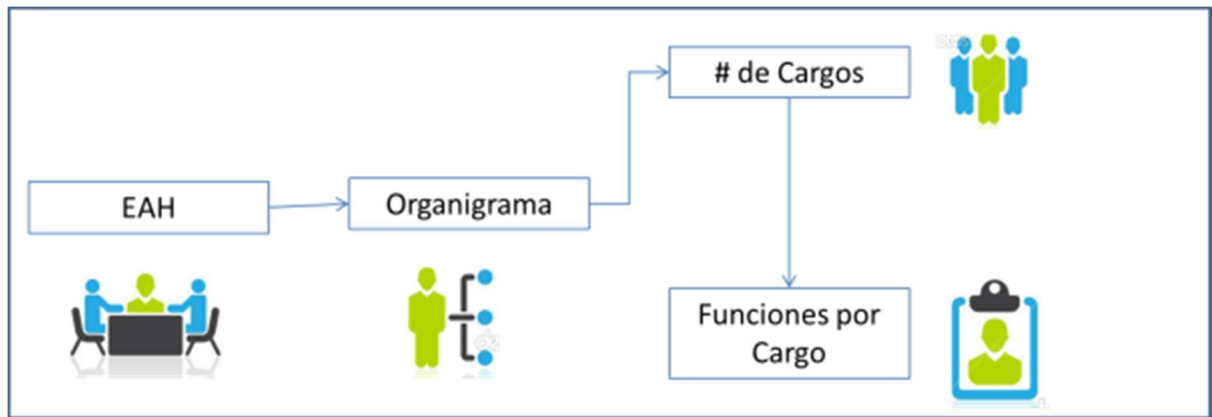 # de Cargos
EAH
Organigrama
Funciones por
Cargo